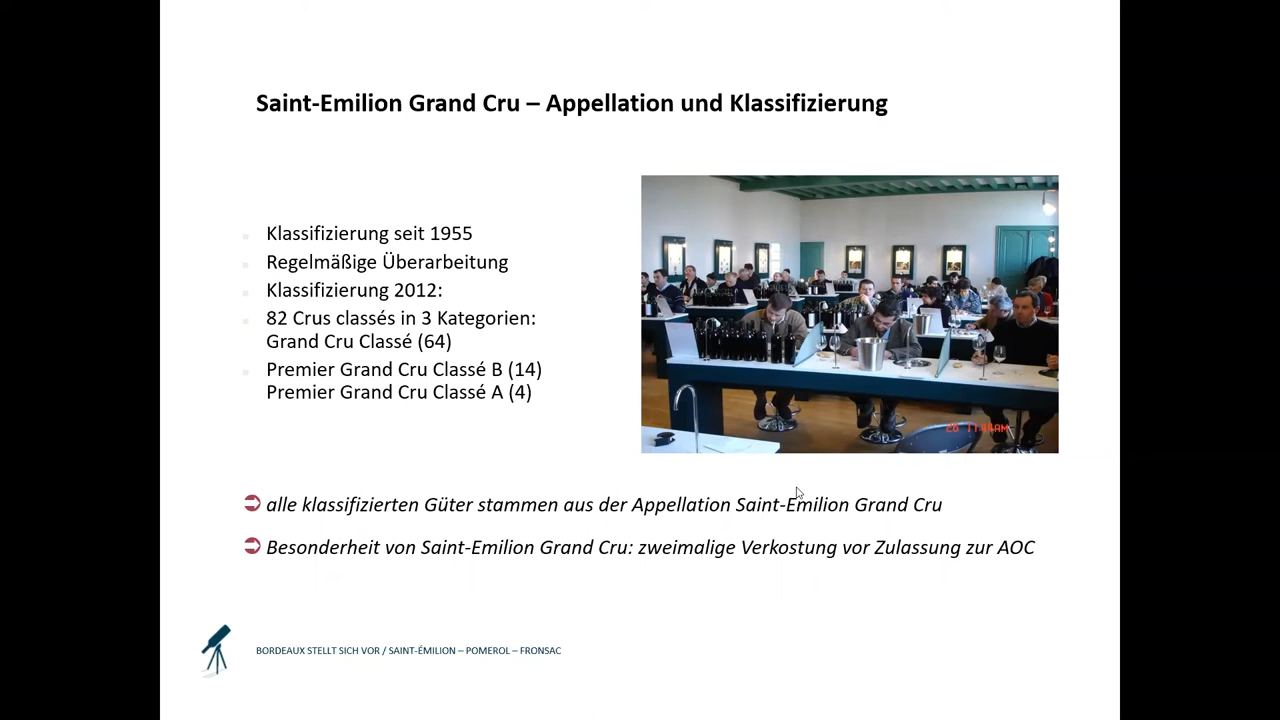 Saint-Emilion Grand Cru – Appellation und Klassifizierung
Klassifizierung seit 1955
Regelmäßige Überarbeitung
Klassifizierung 2012:
82 Crus classés in 3 Kategorien:
Grand Cru Classé (64)
Premier Grand Cru Classé B (14)
Premier Grand Cru Classé A (4)
alle klassifizierten Güter stammen aus der Appellation Saint-Emilion Grand Cru
Besonderheit von Saint-Emilion Grand Cru: zweimalige Verkostung vor Zulassung zur AOC
BORDEAUX STELLT SICH VOR / SAINT-ÉMILION – POMEROL – FRONSAC